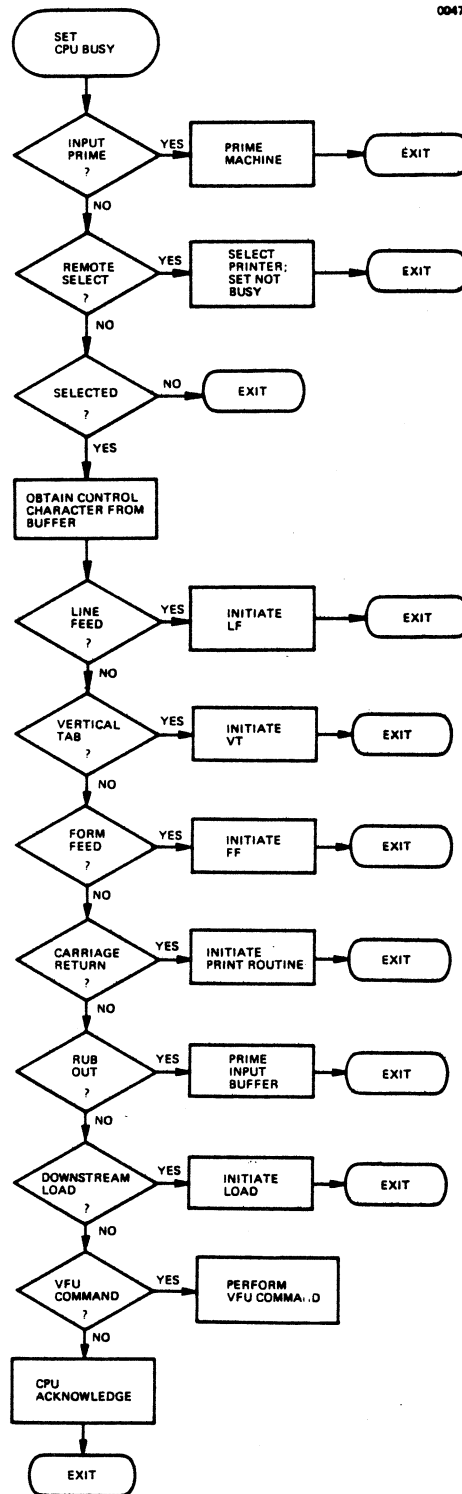 0047
SET
CPU BUSY
INPUT
PRIME
?
YES
PRIME
MACHINE
EXIT
NO
REMOTE
SELECT
?
YES
SELECT
PRINTER;
SET NOT
BUSY
EXIT
NO
SELECTED
?
NO
EXIT
YES
OBTAIN CONTROL
CHARACTER FROM
BUFFER
LINE
FEED
?
YES
INITIATE
LF
EXIT
NO
VERTICAL
TAB
?
YES
INITIATE
VT
EXIT
NO
FORM
FEED
?
YES
INITIATE
FF
EXIT
NO
CARRIAGE
RETURN
?
YES
INITIATE
PRINT ROUTINE
EXIT
NO
RUB
OUT
?
YES
PRIME
INPUT
BUFFER
EXIT
NO
DOWNSTREAM
LOAD
?
YES
INITIATE
LOAD
EXIT
NO
VFU
COMMAND
?
YES
PERFORM
VFU COMMAND
NO
CPU
ACKNOWLEDGE
EXIT